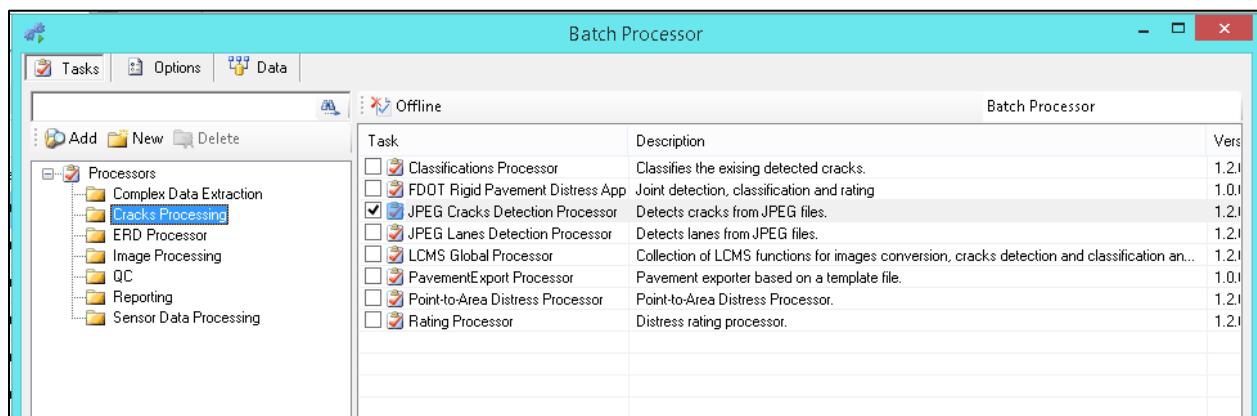 Batch Processor
Tasks Options Data
Offline Batch Processor
Add New Delete
Task Description Vers
Processors
Complex Data Extraction
Cracks Processing
ERD Processor
Image Processing
QC
Reporting
Sensor Data Processing
Classifications Processor Classifies the exising detected cracks. 1.2.
FDOT Rigid Pavement Distress App Joint detection, classification and rating 1.0.
JPEG Cracks Detection Processor Detects cracks from JPEG files. 1.2.
JPEG Lanes Detection Processor Detects lanes from JPEG files. 1.2.
LCMS Global Processor Collection of LCMS functions for images conversion, cracks detection and classification an... 1.2.
PavementExport Processor Pavement exporter based on a template file. 1.0.
Point-to-Area Distress Processor Point-to-Area Distress Processor. 1.2.
Rating Processor Distress rating processor. 1.2.